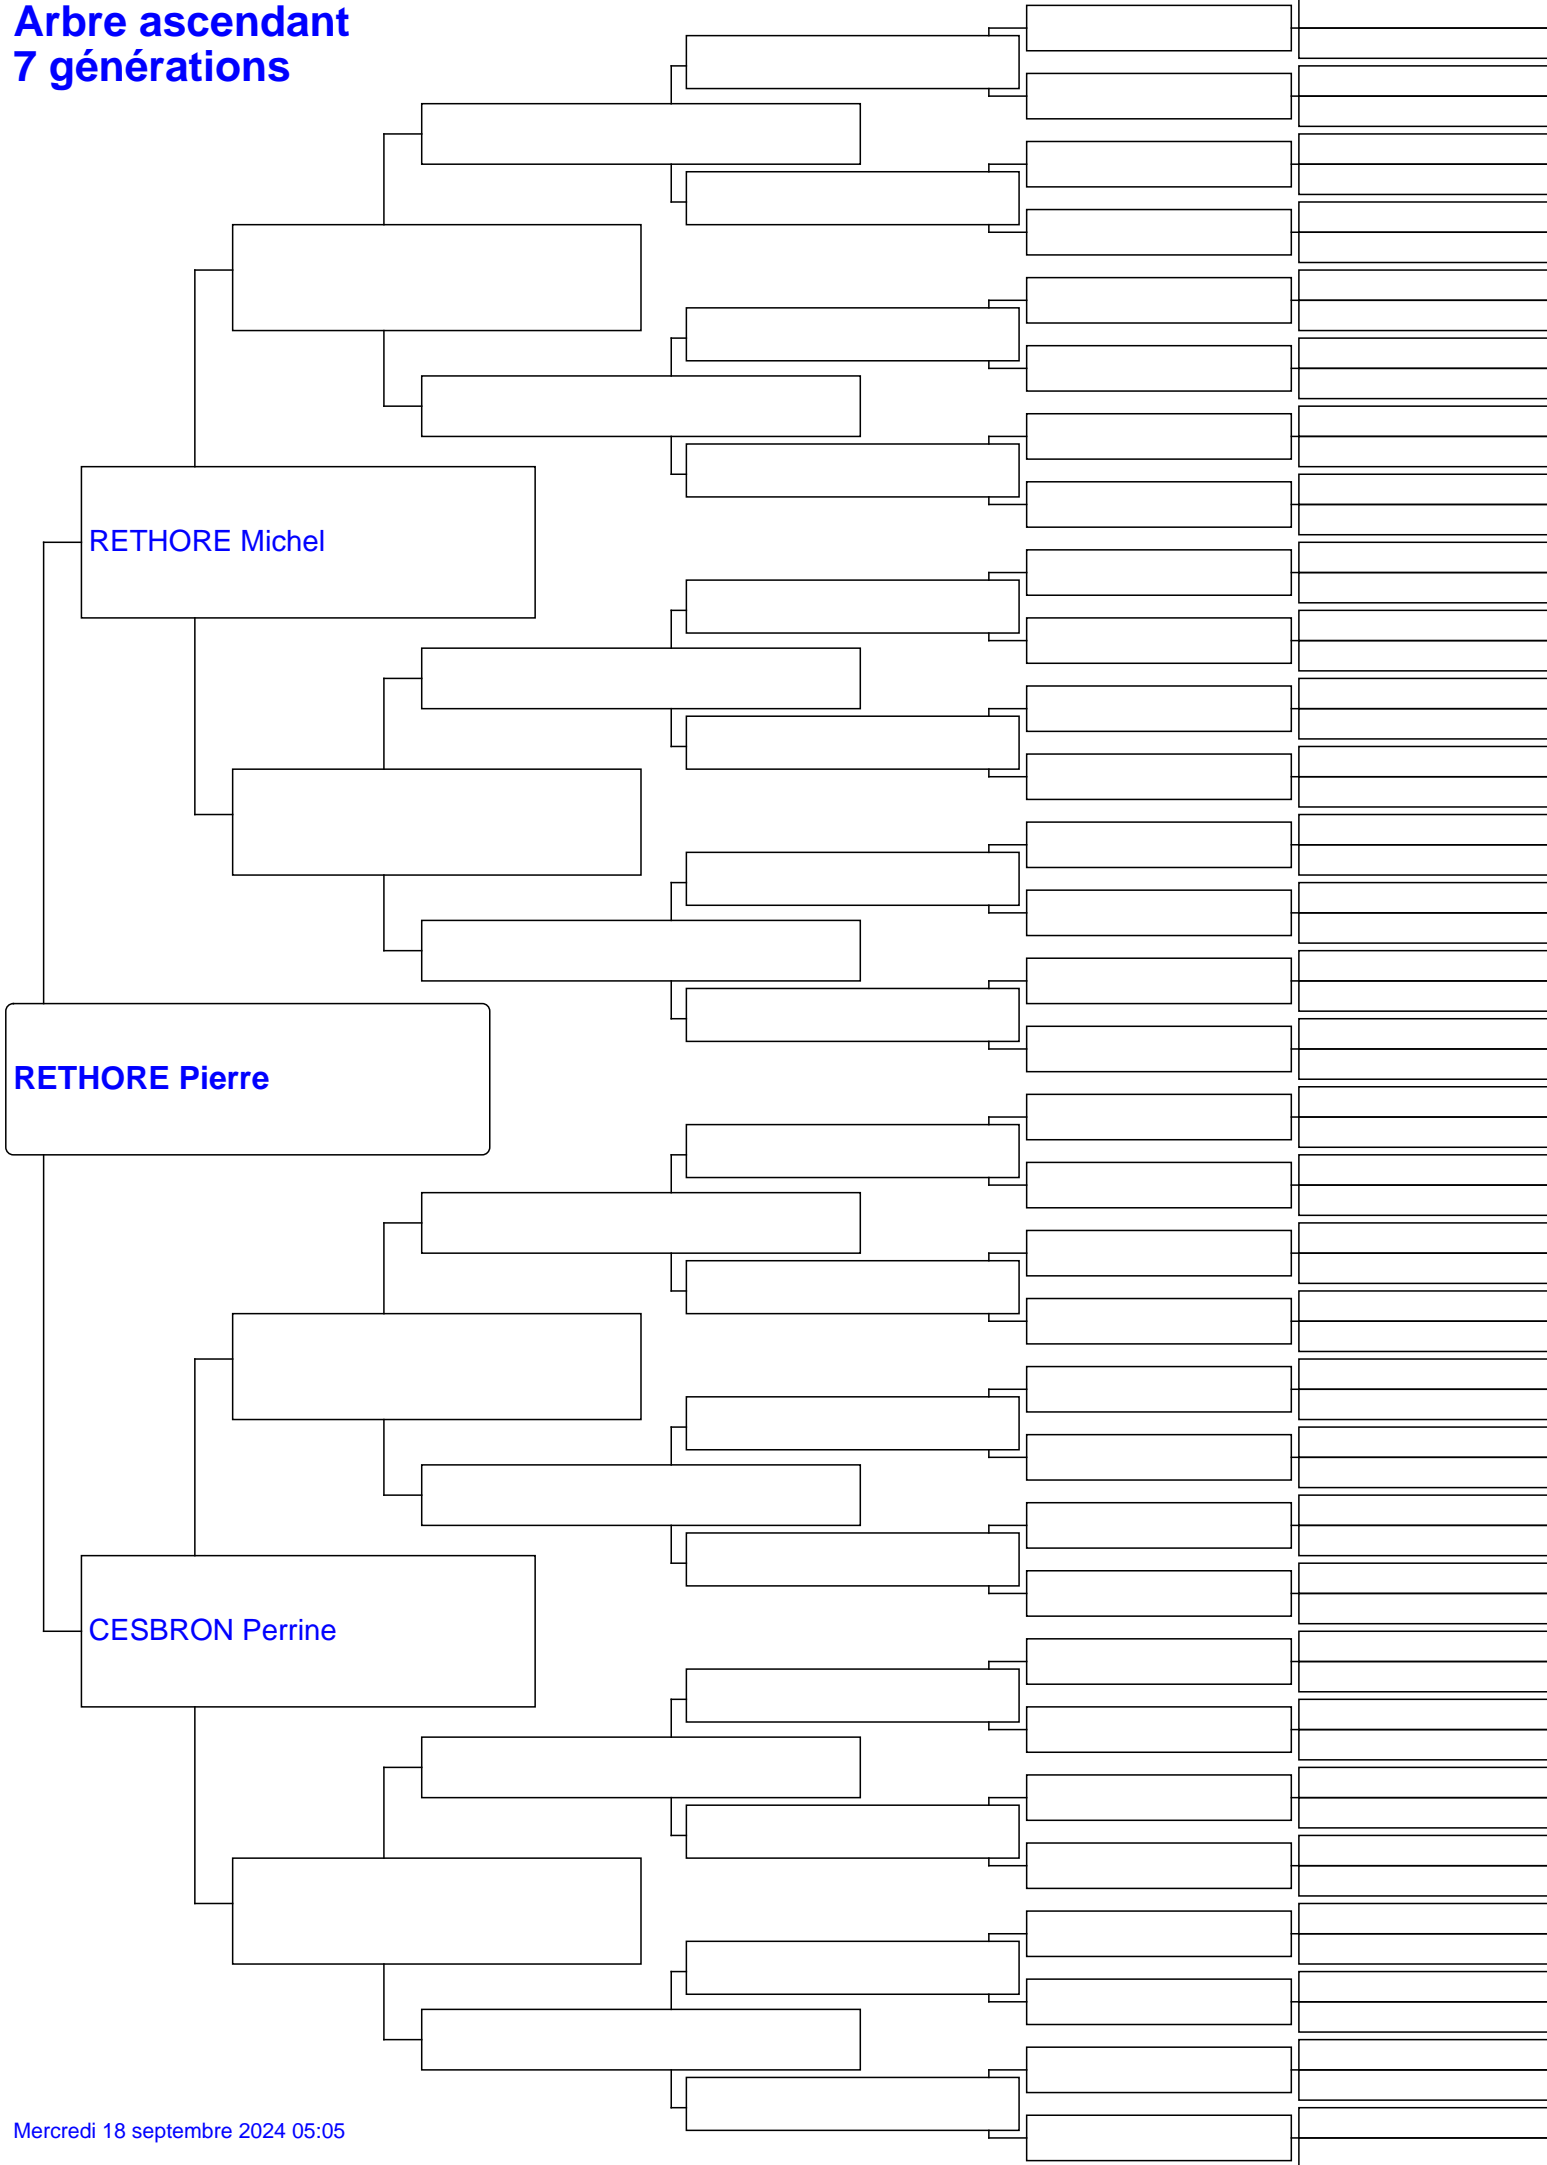 Arbre ascendant
7 générations
RETHORE Michel
RETHORE Pierre
CESBRON Perrine
Mercredi 18 septembre 2024 05:05